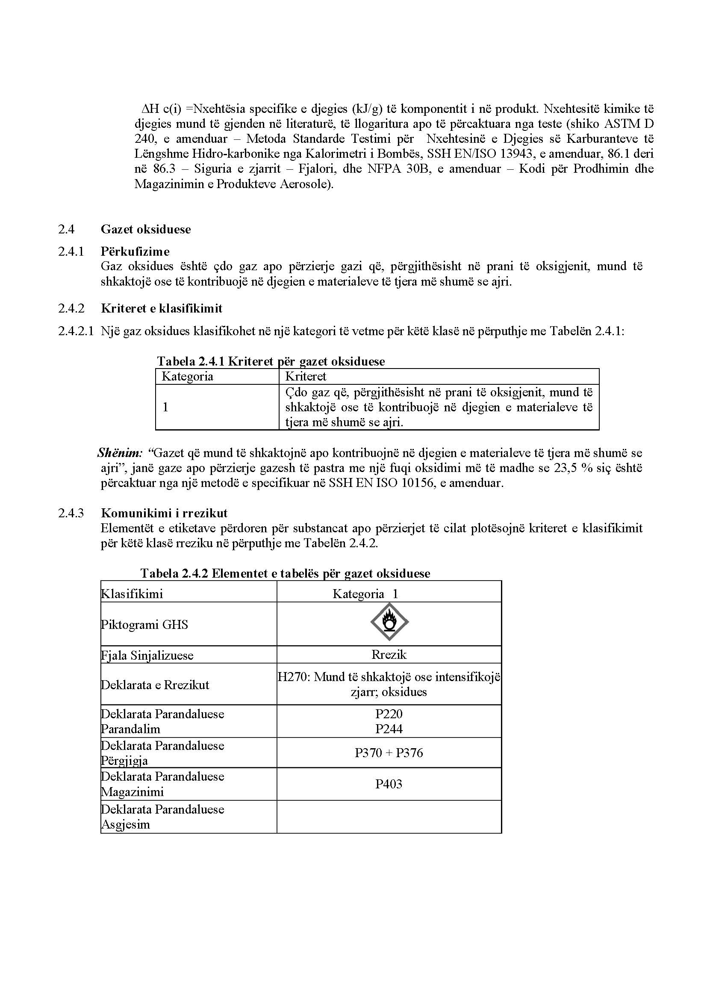 ΔH c(i) =Nxehtësia specifike e djegies (kJ/g) të komponentit i në produkt. Nxehtesitë kimike të
djegies mund të gjenden në literaturë, të llogaritura apo të përcaktuara nga teste (shiko ASTM D
240, e amenduar – Metoda Standarde Testimi për Nxehtesinë e Djegies së Karburanteve të
Lëngshme Hidro-karbonike nga Kalorimetri i Bombës, SSH EN/ISO 13943, e amenduar, 86.1 deri
në 86.3 – Siguria e zjarrit – Fjalori, dhe NFPA 30B, e amenduar – Kodi për Prodhimin dhe
Magazinimin e Produkteve Aerosole).
2.4 Gazet oksiduese
2.4.1 Përkufizime
Gaz oksidues është çdo gaz apo përzierje gazi që, përgjithësisht në prani të oksigjenit, mund të
shkaktojë ose të kontribuojë në djegien e materialeve të tjera më shumë se ajri.
2.4.2 Kriteret e klasifikimit
2.4.2.1 Një gaz oksidues klasifikohet në një kategori të vetme për këtë klasë në përputhje me Tabelën 2.4.1:
Tabela 2.4.1 Kriteret për gazet oksiduese
Kategoria Kriteret
1 Çdo gaz që, përgjithësisht në prani të oksigjenit, mund të
shkaktojë ose të kontribuojë në djegien e materialeve të
tjera më shumë se ajri.
Shënim: “Gazet që mund të shkaktojnë apo kontribuojnë në djegien e materialeve të tjera më shumë se
ajri”, janë gaze apo përzierje gazesh të pastra me një fuqi oksidimi më të madhe se 23,5 % siç është
përcaktuar nga një metodë e specifikuar në SSH EN ISO 10156, e amenduar.
2.4.3 Komunikimi i rrezikut
Elementët e etiketave përdoren për substancat apo përzierjet të cilat plotësojnë kriteret e klasifikimit
për këtë klasë rreziku në përputhje me Tabelën 2.4.2.
Tabela 2.4.2 Elementet e tabelës për gazet oksiduese
Klasifikimi Kategoria 1
Piktogrami GHS
Fjala Sinjalizuese Rrezik
Deklarata e Rrezikut H270: Mund të shkaktojë ose intensifikojë
zjarr; oksidues
Deklarata Parandaluese P220
Parandalim P244
Deklarata Parandaluese
Përgjigja P370 + P376
Deklarata Parandaluese
Magazinimi P403
Deklarata Parandaluese
Asgjesim